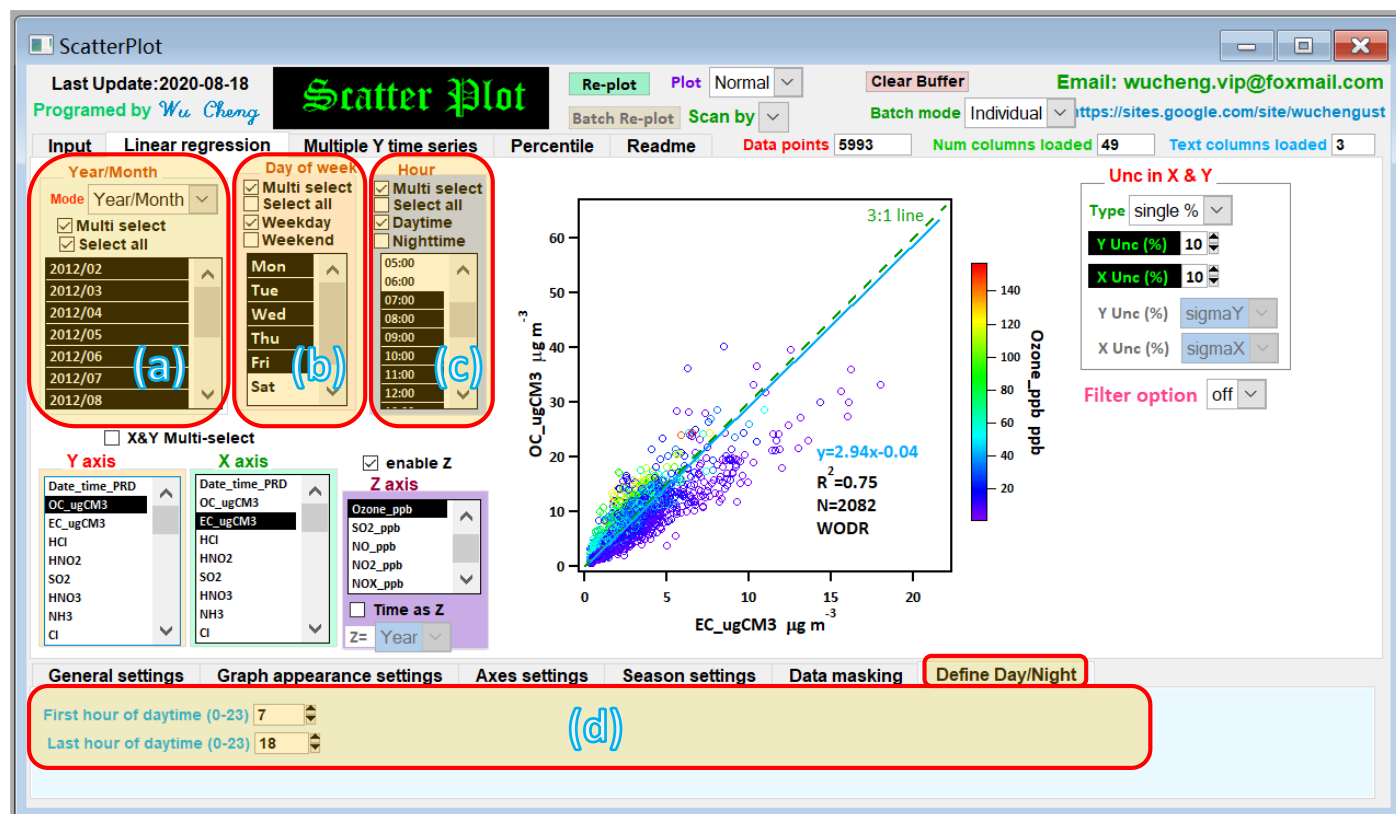 ScatterPlot
Last Update:2020-08-18
Programed by Wu Cheng
Scatter Plot
Re-plot Plot Normal
Clear Buffer
Email: wucheng.vip@foxmail.com
Batch Re-plot Scan by
Batch mode Individual
https://sites.google.com/site/wuchengust
Input Linear regression Multiple Y time series Percentile Readme
Data points 5993 Num columns loaded 49 Text columns loaded 3
Year/Month
Mode Year/Month
Multi select
Select all
2012/02
2012/03
2012/04
2012/05
2012/06
2012/07
2012/08
(a)
Day of week
Multi select
Select all
Weekday
Weekend
Mon
Tue
Wed
Thu
Fri
Sat
(b)
Hour
Multi select
Select all
Daytime
Nighttime
05:00
06:00
07:00
08:00
09:00
10:00
11:00
12:00
(c)
X&Y Multi-select
Y axis
Date_time_PRD
OC_ugCM3
EC_ugCM3
HCl
HNO2
SO2
HNO3
NH3
Cl
X axis
Date_time_PRD
OC_ugCM3
EC_ugCM3
HCl
HNO2
SO2
HNO3
NH3
Cl
enable Z
Z axis
Ozone_ppb
SO2_ppb
NO_ppb
NO2_ppb
NOX_ppb
Time as Z
Z= Year
OC_ugCM3 μg m-3
60
50
40
30
20
10
0
3:1 line
y=2.94x-0.04
R2=0.75
N=2082
WODR
0 5 10 15 20
EC_ugCM3 μg m-3
140
120
100
80
60
40
20
Ozone_ppb ppb
Unc in X & Y
Type single %
Y Unc (%) 10
X Unc (%) 10
Y Unc (%) sigmaY
X Unc (%) sigmaX
Filter option off
General settings Graph appearance settings Axes settings Season settings Data masking Define Day/Night
First hour of daytime (0-23) 7
Last hour of daytime (0-23) 18
(d)